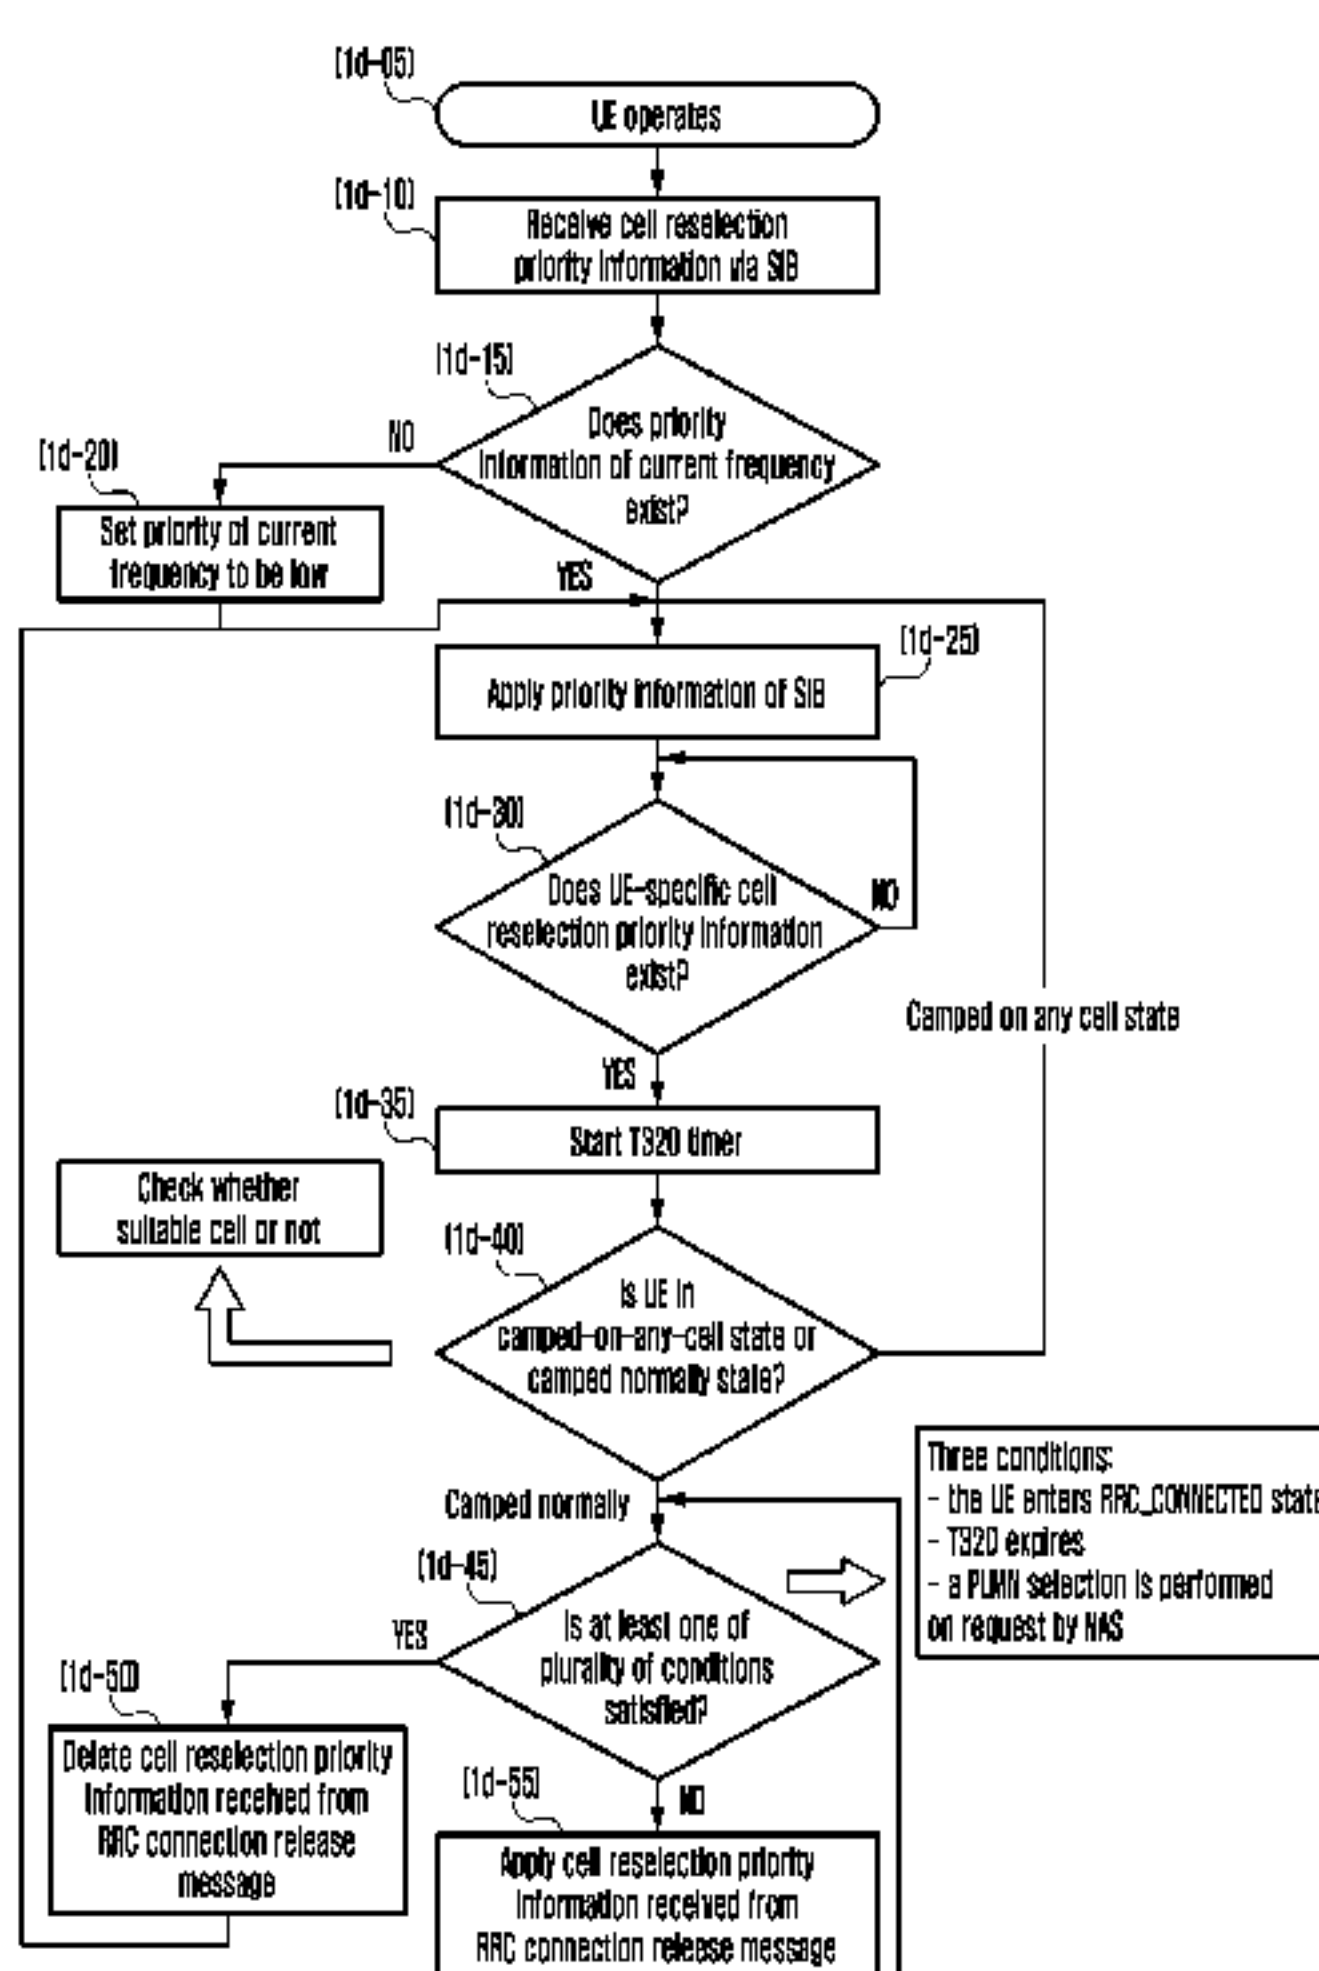 (1d-05)
UE operates
(1d-10)
Receive cell reselection
priority information via SIB
(1d-15)
Does priority
information of current frequency
exist?
NO
(1d-20)
Set priority of current
frequency to be low
YES
(1d-25)
Apply priority information of SIB
(1d-30)
Does UE-specific cell
reselection priority information
exist?
NO
Camped on any cell state
YES
(1d-35)
Start T320 timer
Check whether
suitable cell or not
(1d-40)
Is UE in
camped-on-any-cell state or
camped normally state?
Three conditions:
- the UE enters RRC_CONNECTED state
- T320 expires
- a PLMN selection is performed
on request by NAS
Camped normally
(1d-45)
Is at least one of
plurality of conditions
satisfied?
YES
(1d-50)
Delete cell reselection priority
information received from
RRC connection release
message
NO
(1d-55)
Apply cell reselection priority
information received from
RRC connection release message